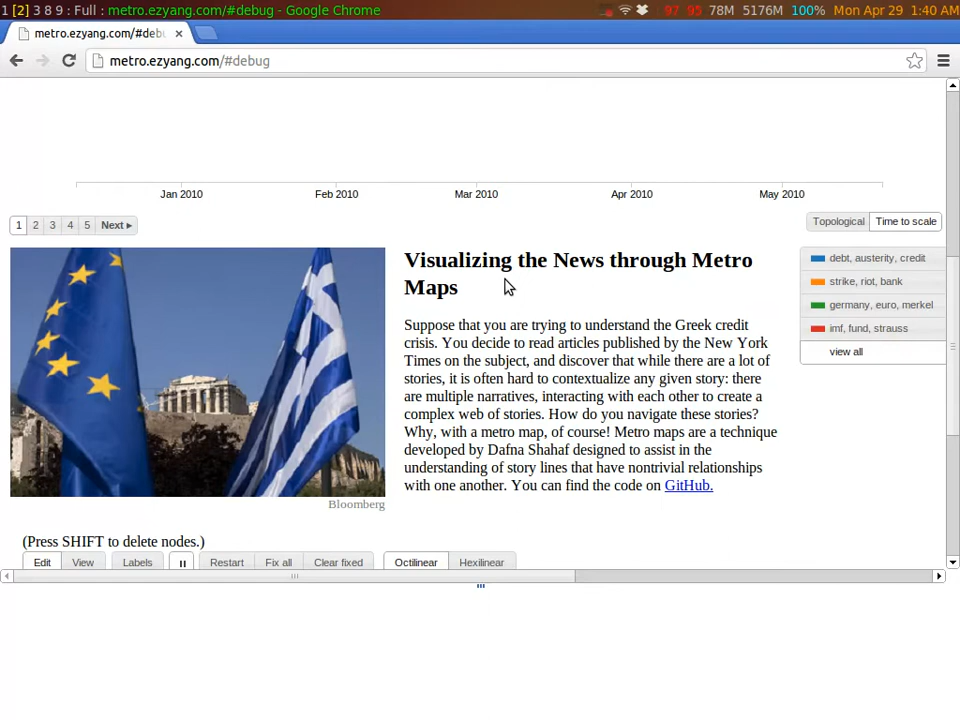 1 [2] 3 8 9 : Full : metro.ezyang.com/#debug - Google Chrome 97 95 78M 5176M 100% Mon Apr 29 1:40 AM
metro.ezyang.com/#debu ×
metro.ezyang.com/#debug
Jan 2010 Feb 2010 Mar 2010 Apr 2010 May 2010
1 2 3 4 5 Next ▸ Topological Time to scale
Visualizing the News through Metro
Maps
Suppose that you are trying to understand the Greek credit
crisis. You decide to read articles published by the New York
Times on the subject, and discover that while there are a lot of
stories, it is often hard to contextualize any given story: there
are multiple narratives, interacting with each other to create a
complex web of stories. How do you navigate these stories?
Why, with a metro map, of course! Metro maps are a technique
developed by Dafna Shahaf designed to assist in the
understanding of story lines that have nontrivial relationships
with one another. You can find the code on GitHub.
debt, austerity, credit
strike, riot, bank
germany, euro, merkel
imf, fund, strauss
view all
Bloomberg
(Press SHIFT to delete nodes.)
Edit View Labels Restart Fix all Clear fixed Octilinear Hexilinear